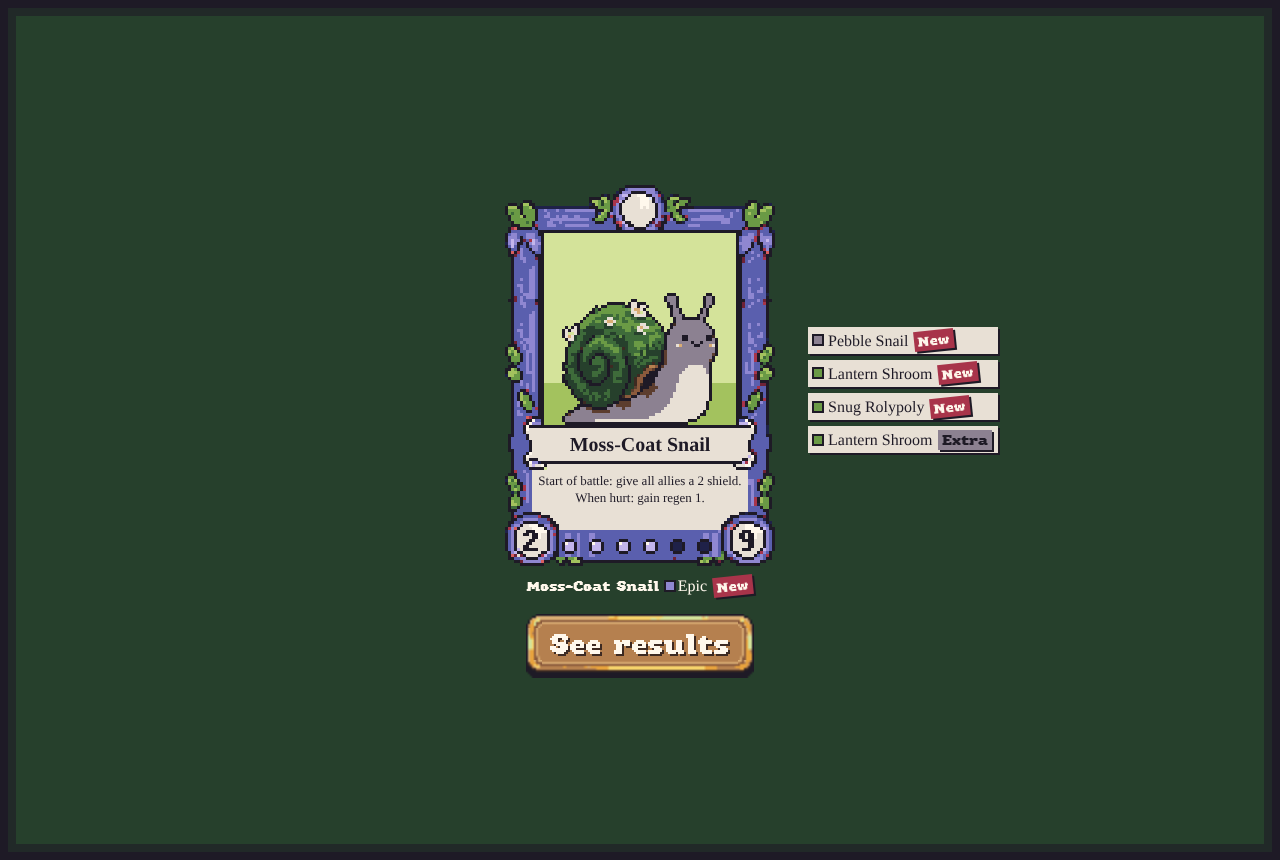 Moss-Coat Snail
Start of battle: give all allies a 2 shield.
When hurt: gain regen 1.
2
9
Moss-Coat Snail Epic New
See results
Pebble Snail New
Lantern Shroom New
Snug Rolypoly New
Lantern Shroom Extra